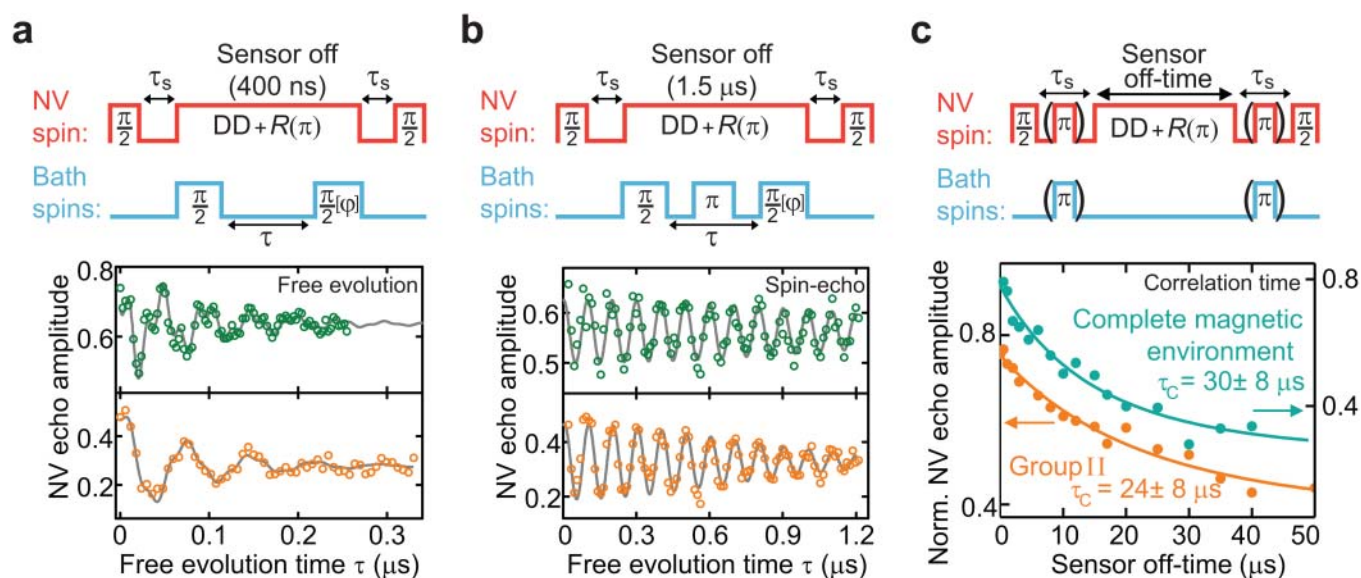 a
Sensor off
(400 ns)
τs
τs
NV
spin:
π/2
DD + R(π)
π/2
Bath
spins:
π/2
π/2[φ]
τ
NV echo amplitude
0.8
0.6
0.4
0.2
Free evolution
0
0.1
0.2
0.3
Free evolution time τ (μs)
b
Sensor off
(1.5 μs)
τs
τs
NV
spin:
π/2
DD + R(π)
π/2
Bath
spins:
π/2
π
π/2[φ]
τ
NV echo amplitude
0.6
0.5
0.4
0.2
Spin-echo
0
0.3
0.6
0.9
1.2
Free evolution time τ (μs)
c
Sensor
off-time
τs
τs
NV
spin:
π/2
(π)
DD + R(π)
(π)
π/2
Bath
spins:
(π)
(π)
Norm. NV echo amplitude
0.8
0.4
Correlation time
0.8
0.4
Complete magnetic
environment
τC = 30± 8 μs
Group II
τC = 24± 8 μs
0
10
20
30
40
50
Sensor off-time (μs)